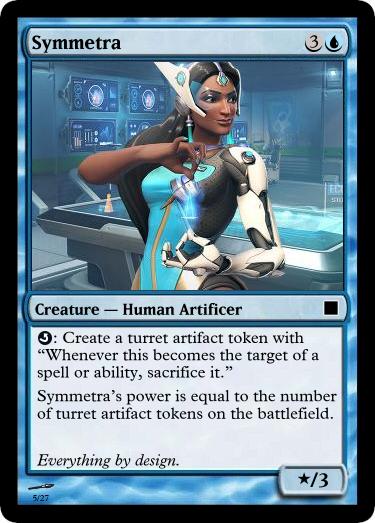 Symmetra 3
Creature — Human Artificer
: Create a turret artifact token with
“Whenever this becomes the target of a
spell or ability, sacrifice it.”
Symmetra’s power is equal to the number
of turret artifact tokens on the battlefield.
Everything by design.
★/3
5/27